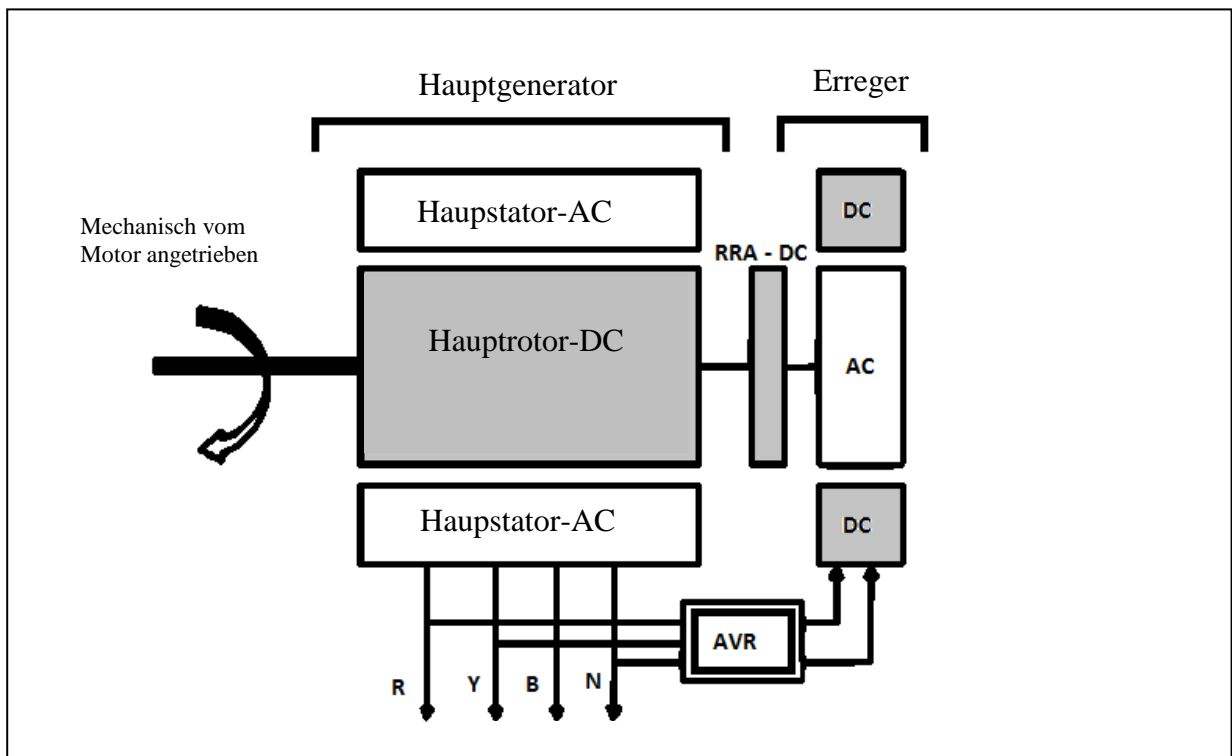 Hauptgenerator
Erreger
Haupstator-AC
DC
Mechanisch vom
Motor angetrieben
RRA - DC
Hauptrotor-DC
AC
Haupstator-AC
DC
AVR
R
Y
B
N